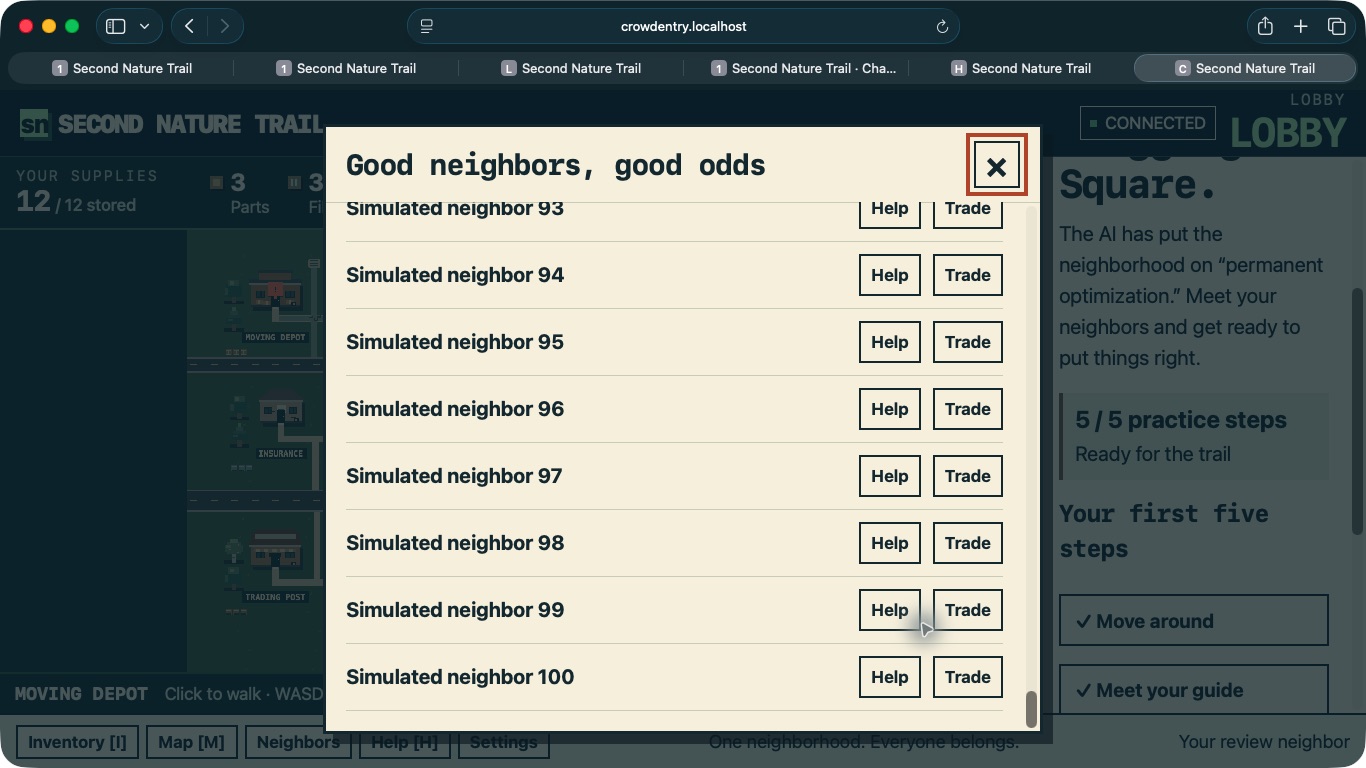 crowdentry.localhost
1 Second Nature Trail
1 Second Nature Trail
L Second Nature Trail
1 Second Nature Trail · Cha...
H Second Nature Trail
C Second Nature Trail
sn SECOND NATURE TRAIL
CONNECTED
LOBBY
LOBBY
YOUR SUPPLIES
12 / 12 stored
3
Parts
3
Fi
MOVING DEPOT
INSURANCE
TRADING POST
Good neighbors, good odds
×
Simulated neighbor 93 Help Trade
Simulated neighbor 94 Help Trade
Simulated neighbor 95 Help Trade
Simulated neighbor 96 Help Trade
Simulated neighbor 97 Help Trade
Simulated neighbor 98 Help Trade
Simulated neighbor 99 Help Trade
Simulated neighbor 100 Help Trade
Square.
The AI has put the
neighborhood on “permanent
optimization.” Meet your
neighbors and get ready to
put things right.
5 / 5 practice steps
Ready for the trail
Your first five
steps
✓ Move around
✓ Meet your guide
MOVING DEPOT Click to walk · WASD
Inventory [I] Map [M] Neighbors Help [H] Settings
One neighborhood. Everyone belongs.
Your review neighbor